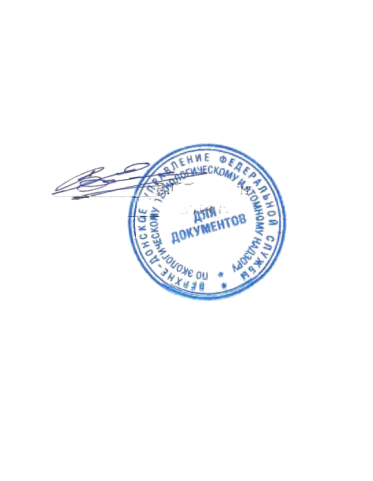 ВЕРХНЕ-ДОНСКОЕ УПРАВЛЕНИЕ ФЕДЕРАЛЬНОЙ СЛУЖБЫ
ПО ЭКОЛОГИЧЕСКОМУ, ТЕХНОЛОГИЧЕСКОМУ И АТОМНОМУ НАДЗОРУ
ДЛЯ
ДОКУМЕНТОВ